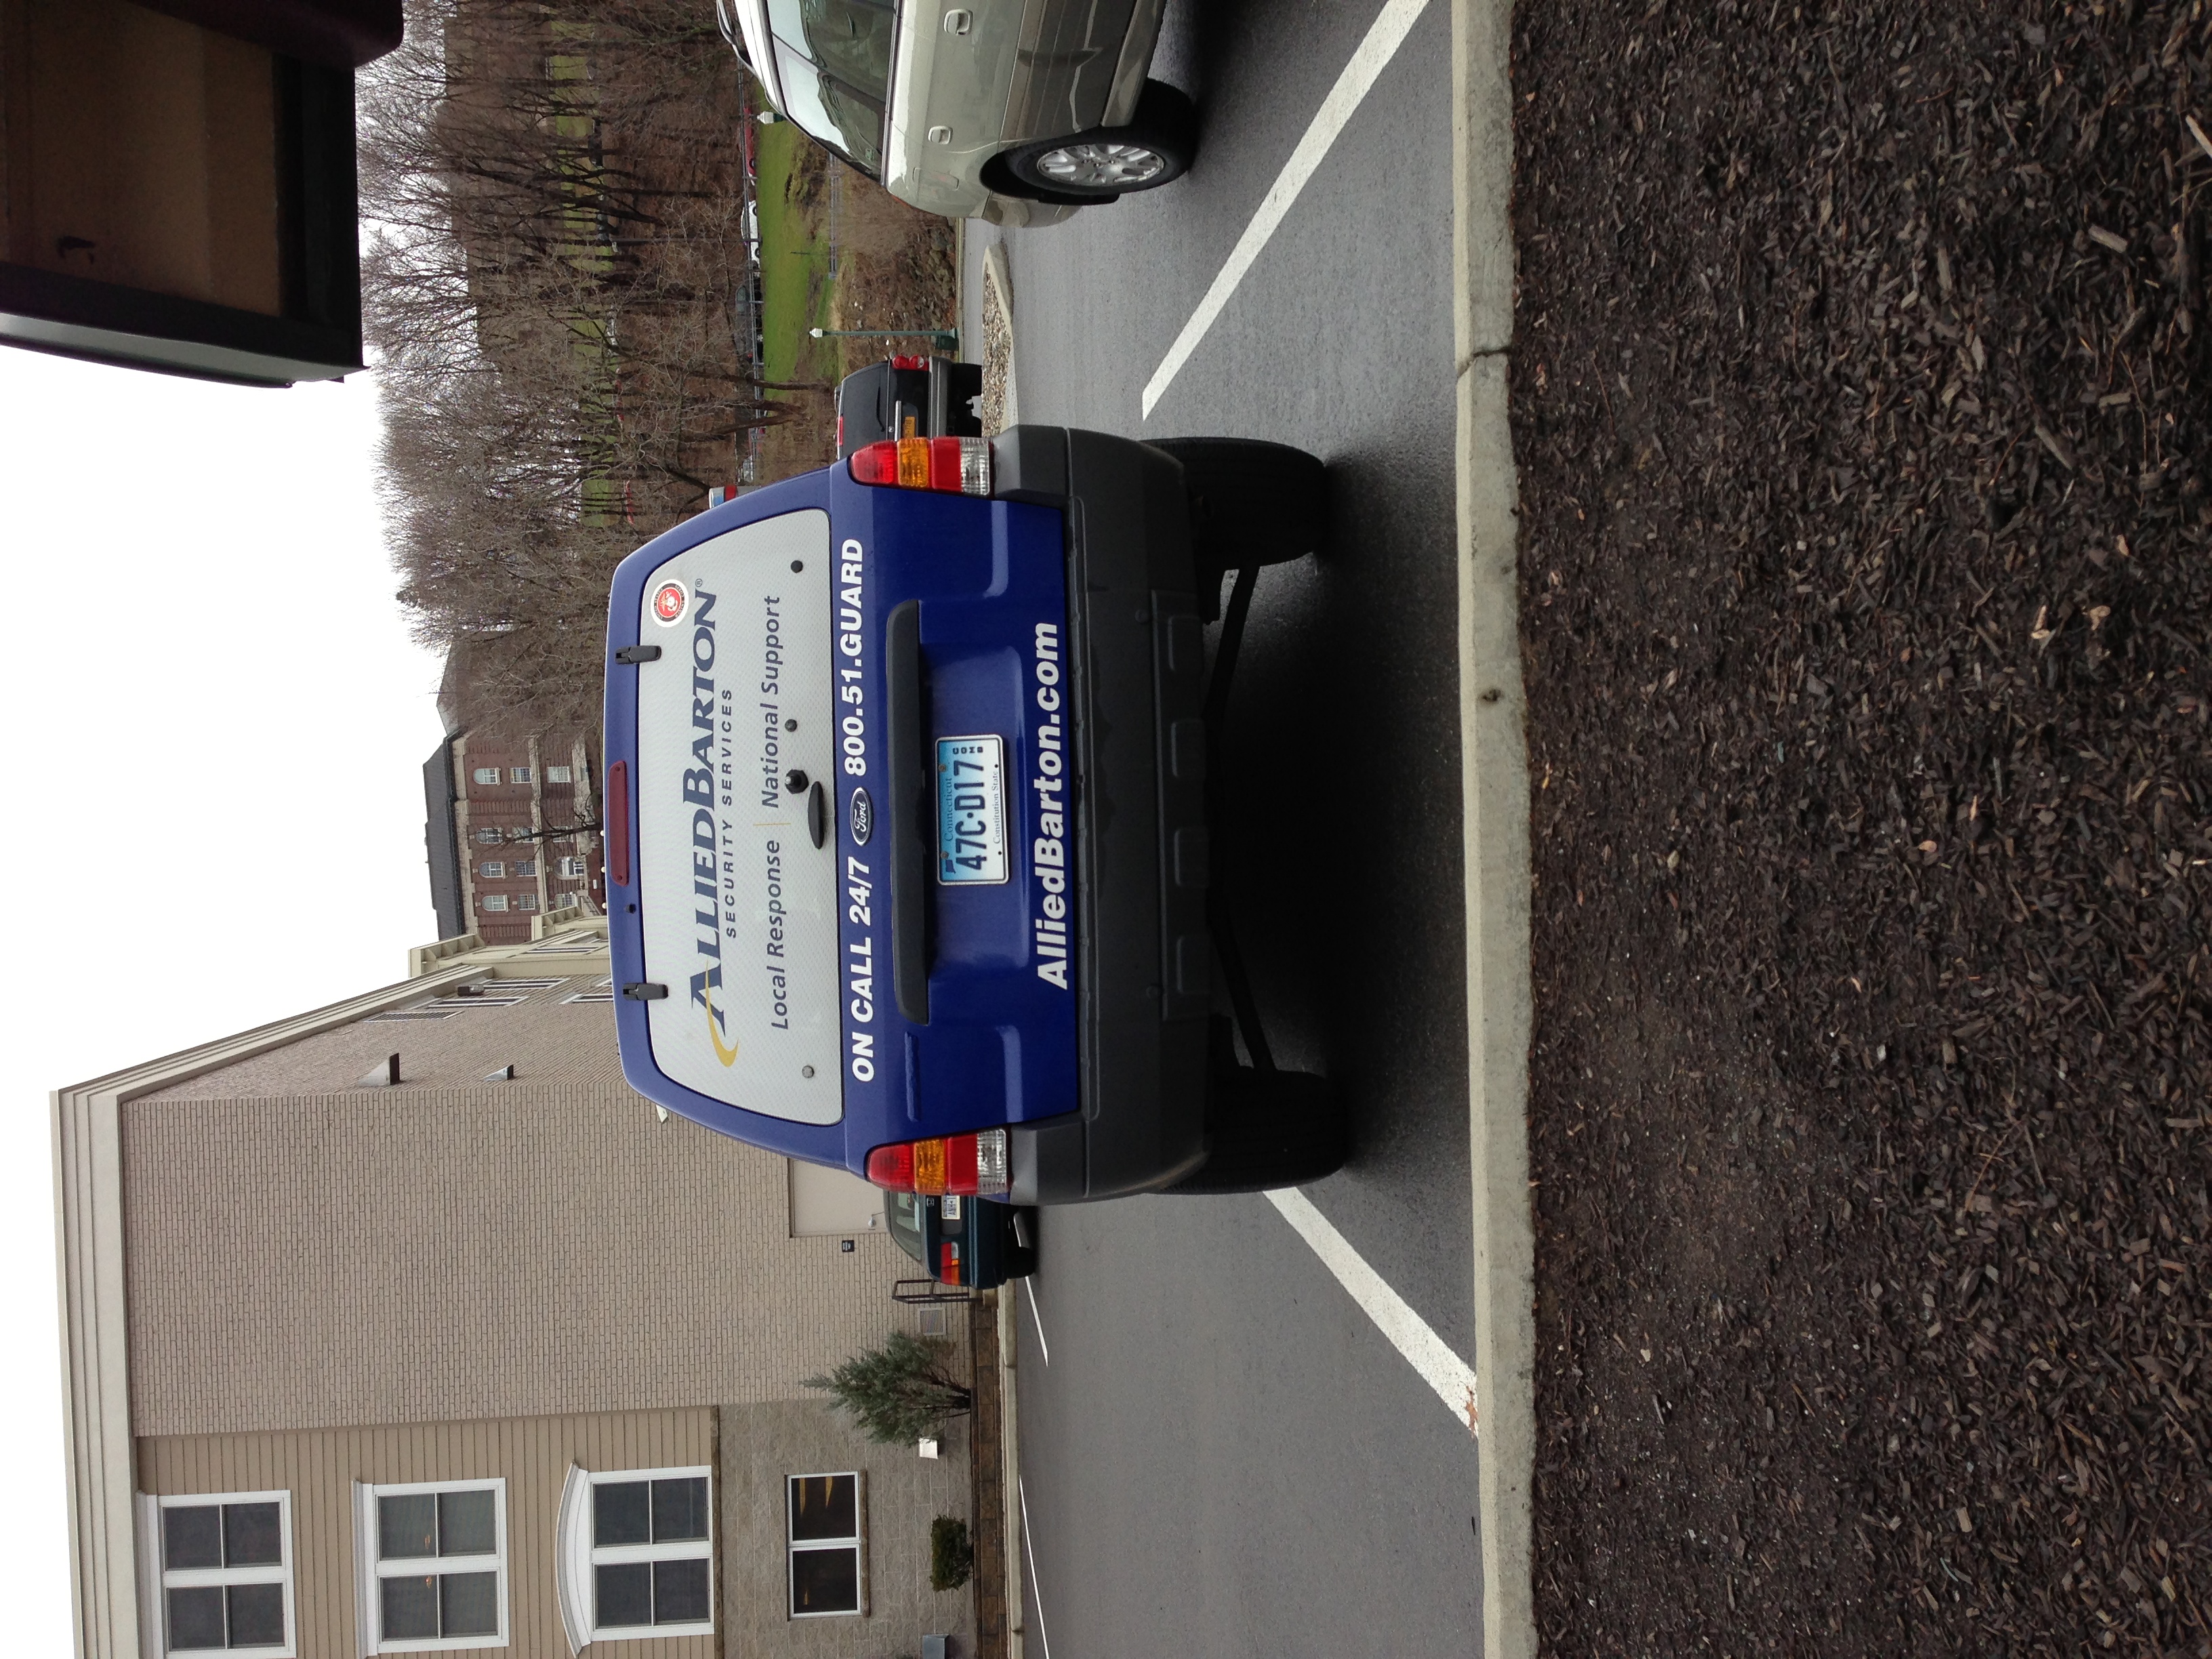 ALLIEDBARTON®
SECURITY SERVICES
Local Response | National Support
ON CALL 24/7 Ford 800.51.GUARD
Connecticut
47C·D17
COMB
Constitution State
AlliedBarton.com